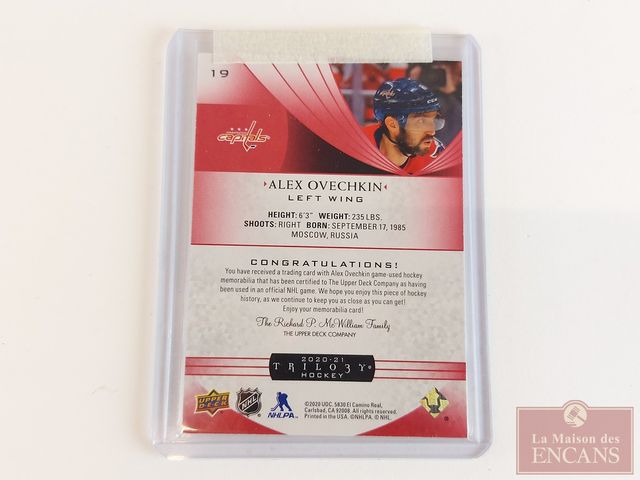 19
capitals
ALEX OVECHKIN
LEFT WING
HEIGHT: 6'3" WEIGHT: 235 LBS.
SHOOTS: RIGHT BORN: SEPTEMBER 17, 1985
MOSCOW, RUSSIA
CONGRATULATIONS!
You have received a trading card with Alex Ovechkin game-used hockey
memorabilia that has been certified to The Upper Deck Company as having
been used in an official NHL game. We hope you enjoy this piece of hockey
history, as we continue to keep you as close as you can get!
Enjoy your memorabilia card!
The Richard P. McWilliam Family
THE UPPER DECK COMPANY
2020-21
TRILO3Y
HOCKEY
UPPER DECK
NHL
NHLPA
©2020 UDC. 5830 El Camino Real,
Carlsbad, CA 92008. All rights reserved.
Printed in the USA. ©NHLPA. © NHL.
La Maison des
ENCANS